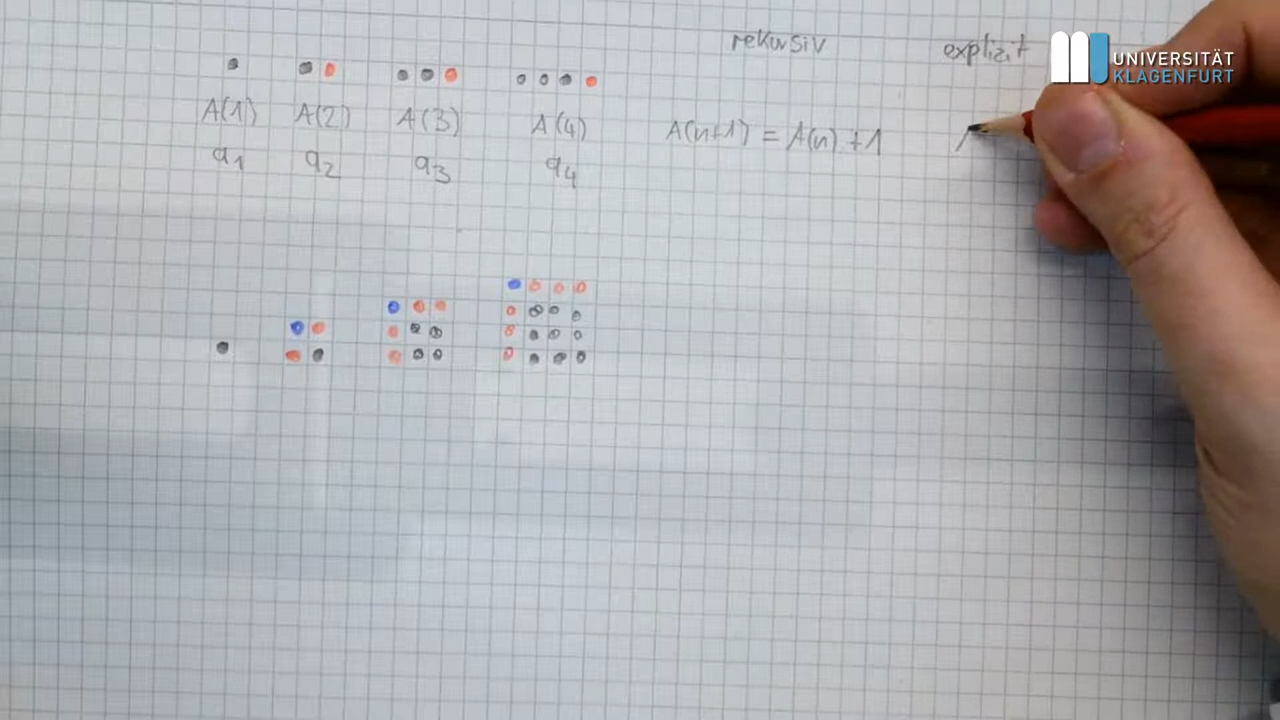 rekursiv explizit
UNIVERSITÄT
KLAGENFURT
A(1) A(2) A(3) A(4) A(n+1) = A(n) + 1
a1 a2 a3 a4